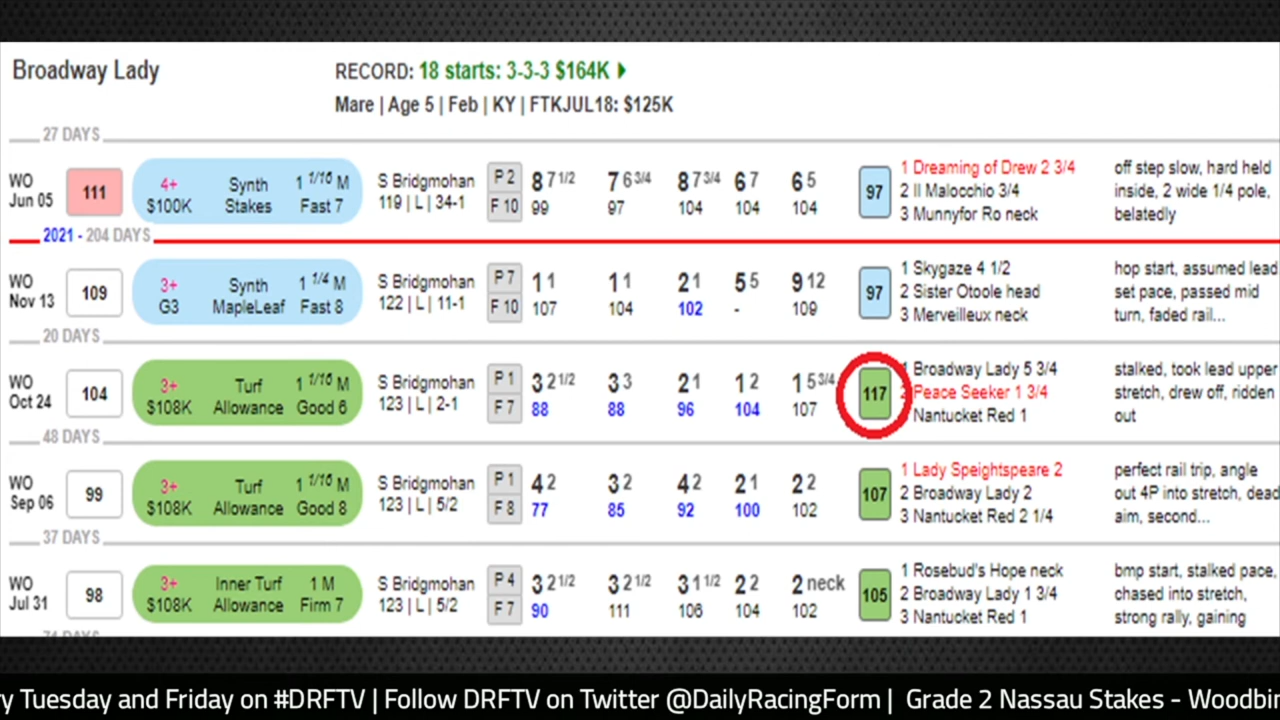 Broadway Lady
RECORD: 18 starts: 3-3-3 $164K
Mare | Age 5 | Feb | KY | FTKJUL18: $125K
27 DAYS
WO Jun 05 111 4+ $100K Synth Stakes 1 1/16 M Fast 7 S Bridgmohan 119 | L | 34-1 P 2 F 10 8 7 1/2 99 7 6 3/4 97 8 7 3/4 104 6 7 104 6 5 104 97
1 Dreaming of Drew 2 3/4
2 Il Malocchio 3/4
3 Munnyfor Ro neck
off step slow, hard held
inside, 2 wide 1/4 pole,
belatedly
2021 - 204 DAYS
WO Nov 13 109 3+ G3 Synth MapleLeaf 1 1/4 M Fast 8 S Bridgmohan 122 | L | 11-1 P 7 F 10 1 1 107 1 1 104 2 1 102 5 5 - 9 12 109 97
1 Skygaze 4 1/2
2 Sister Otoole head
3 Merveilleux neck
hop start, assumed lead
set pace, passed mid
turn, faded rail...
20 DAYS
WO Oct 24 104 3+ $108K Turf Allowance 1 1/16 M Good 6 S Bridgmohan 123 | L | 2-1 P 1 F 7 3 2 1/2 88 3 3 88 2 1 96 1 2 104 1 5 3/4 107 117
1 Broadway Lady 5 3/4
2 Peace Seeker 1 3/4
Nantucket Red 1
stalked, took lead upper
stretch, drew off, ridden
out
48 DAYS
WO Sep 06 99 3+ $108K Turf Allowance 1 1/16 M Good 8 S Bridgmohan 123 | L | 5/2 P 1 F 8 4 2 77 3 2 85 4 2 92 2 1 100 2 2 102 107
1 Lady Speightspeare 2
2 Broadway Lady 2
3 Nantucket Red 2 1/4
perfect rail trip, angle
out 4P into stretch, dead
aim, second...
37 DAYS
WO Jul 31 98 3+ $108K Inner Turf Allowance 1 M Firm 7 S Bridgmohan 123 | L | 5/2 P 4 F 7 3 2 1/2 90 3 2 1/2 111 3 1 1/2 106 2 2 104 2 neck 102 105
1 Rosebud's Hope neck
2 Broadway Lady 1 3/4
3 Nantucket Red 1
bmp start, stalked pace,
chased into stretch,
strong rally, gaining
ry Tuesday and Friday on #DRFTV | Follow DRFTV on Twitter @DailyRacingForm | Grade 2 Nassau Stakes - Woodbin